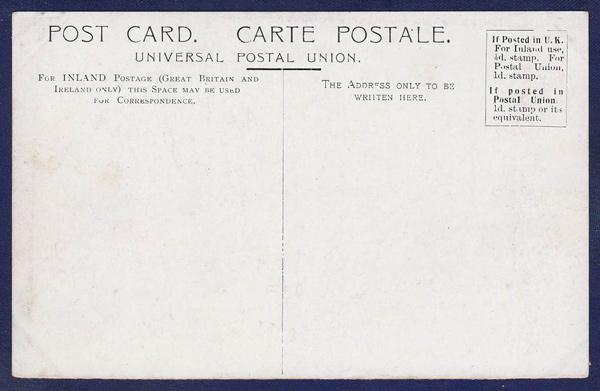 POST CARD. CARTE POSTALE.
UNIVERSAL POSTAL UNION.
FOR INLAND POSTAGE (GREAT BRITAIN AND
IRELAND ONLY) THIS SPACE MAY BE USED
FOR CORRESPONDENCE.
THE ADDRESS ONLY TO BE
WRITTEN HERE.
If Posted in U. K.
For Inland use,
½d. stamp. For
Postal Union,
1d. stamp.
If posted in
Postal Union
1d. stamp or its
equivalent.